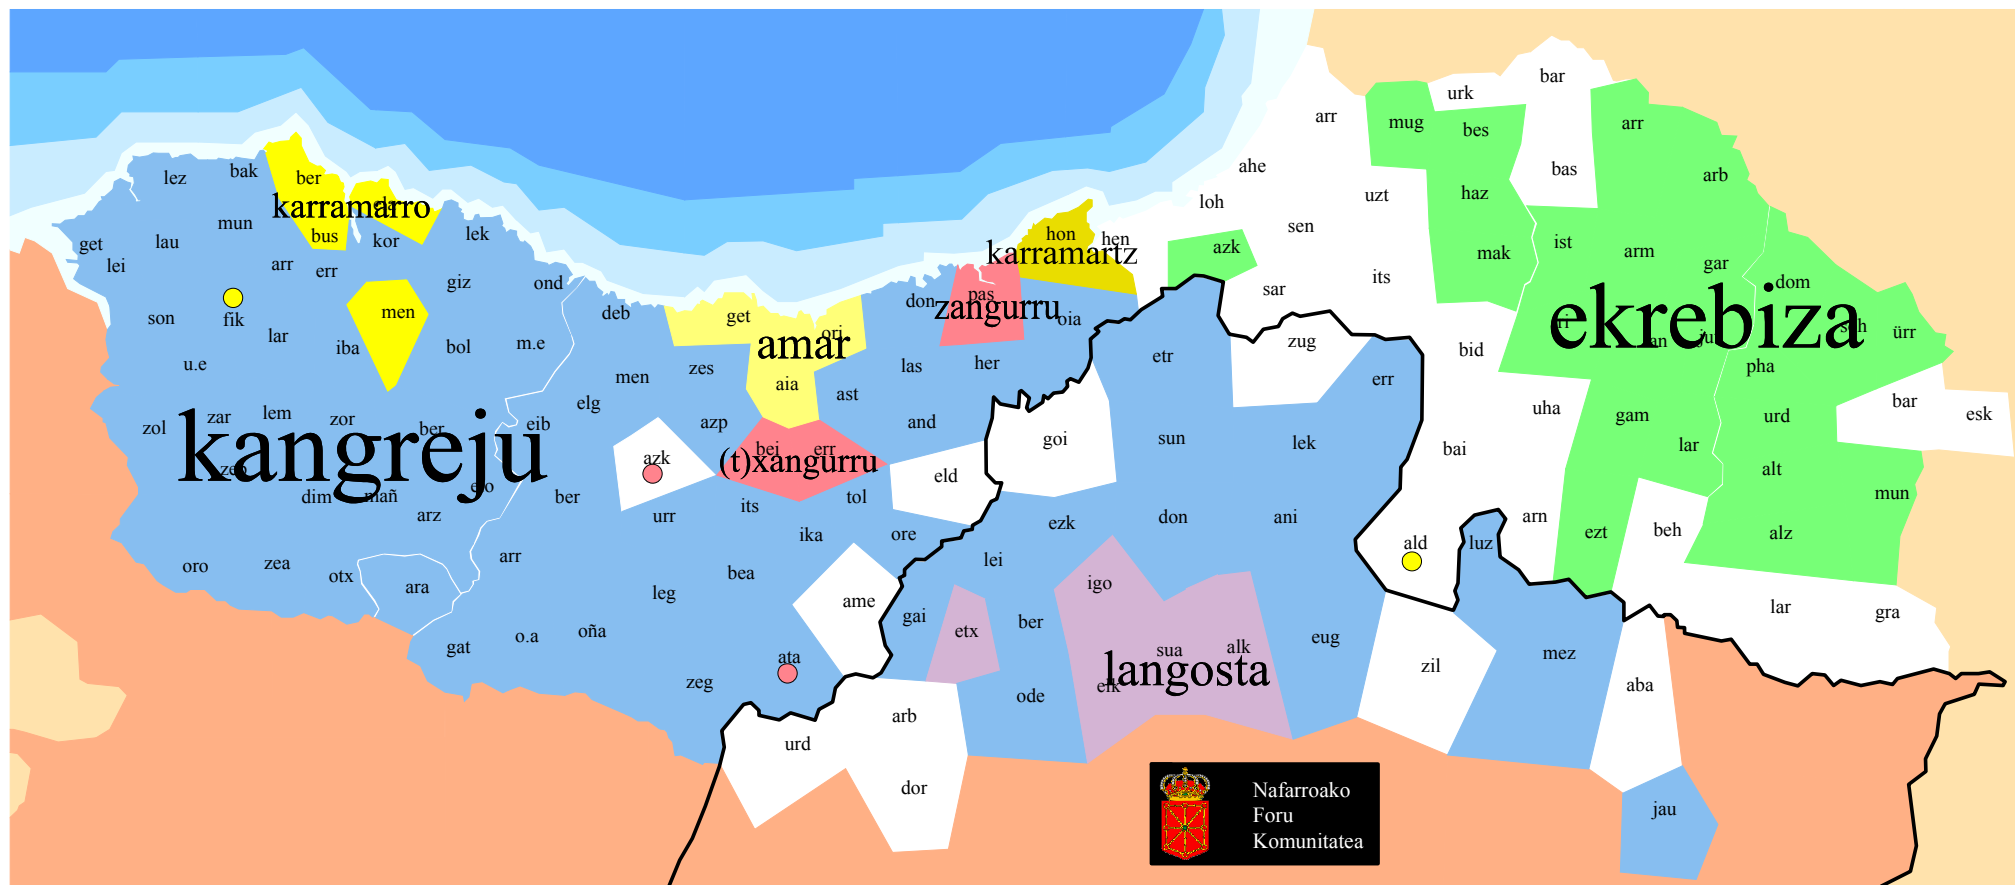 bar
urk
arr
mug
bes
arr
bak
lez
ber
ahe
bas
arb
karramarro
ela
loh
uzt
haz
mun
bus
kor
lek
hon
hen
sen
get
lau
karramartz
azk
ist
arm
mak
lei
arr
err
giz
ond
its
gar
dom
sar
don
pas
zangurru
oia
son
fik
men
deb
get
ori
ekrebiza
ürr
lar
iba
bol
m.e
amar
zug
bid
an
pha
u.e
etr
men
zes
aia
ast
las
her
err
elg
uha
bar
esk
zol
zar
lem
zor
ber
eib
azp
and
goi
sun
lek
gam
urd
kangreju
bai
lar
azk
bei
err
(t)xangurru
eld
alt
dim
mañ
ber
its
tol
mun
arz
urr
ika
ore
ezk
don
ani
arn
ezt
beh
alz
oro
zea
otx
arr
ara
bea
lei
ald
luz
leg
ame
igo
lar
gra
gat
o.a
oña
gai
etx
ber
eug
ata
sua
alk
langosta
zil
mez
zeg
ode
aba
arb
urd
dor
jau
Nafarroako
Foru
Komunitatea